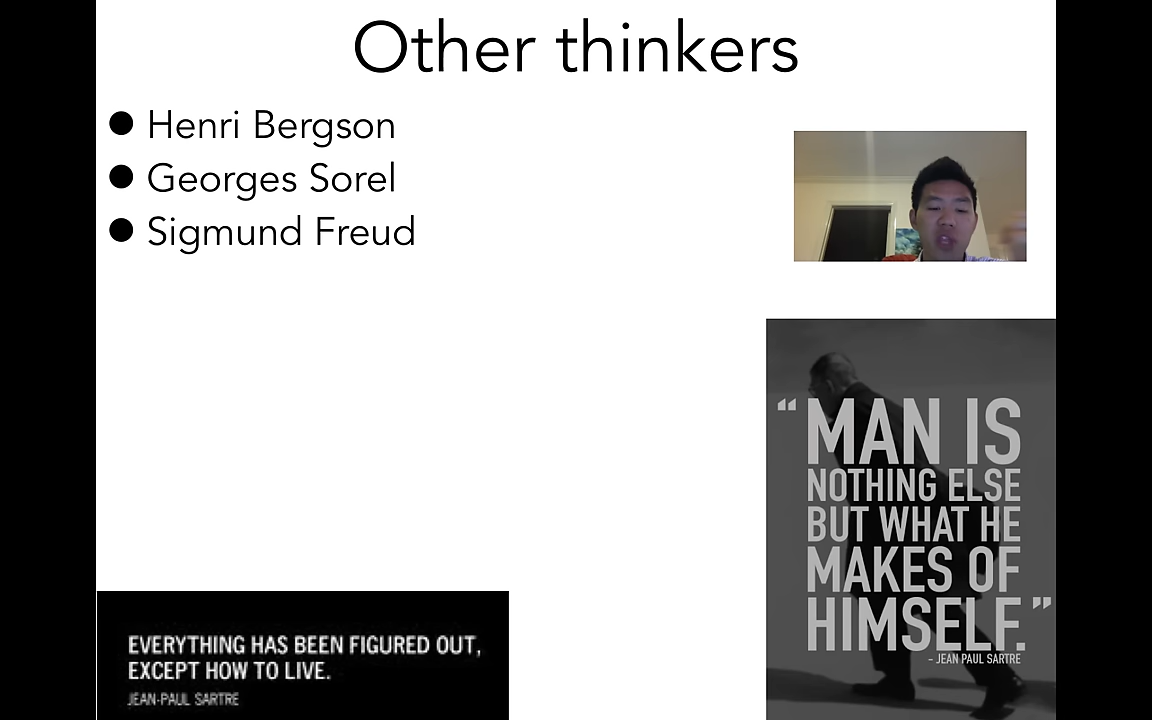 Other thinkers
● Henri Bergson
● Georges Sorel
● Sigmund Freud
“MAN IS
NOTHING ELSE
BUT WHAT HE
MAKES OF
HIMSELF.”
– JEAN PAUL SARTRE
EVERYTHING HAS BEEN FIGURED OUT,
EXCEPT HOW TO LIVE.
JEAN-PAUL SARTRE